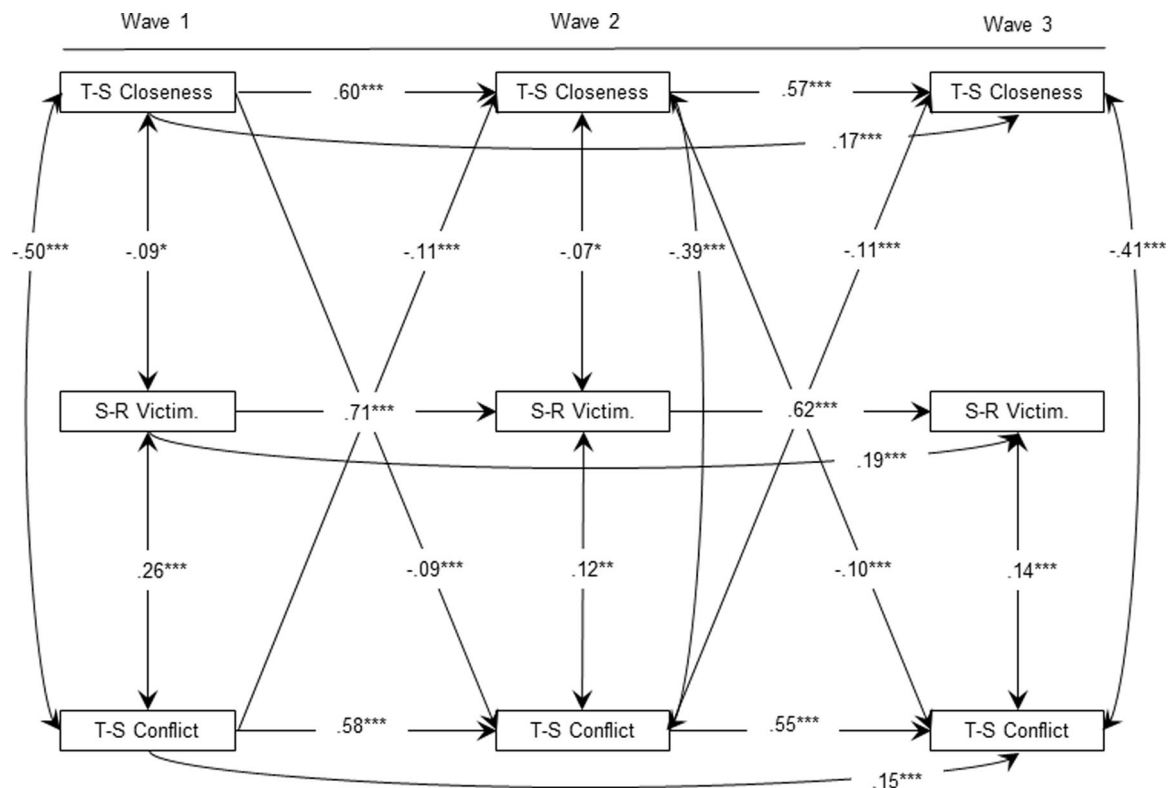 Wave 1 Wave 2 Wave 3
T-S Closeness .60*** T-S Closeness .57*** T-S Closeness
.17***
-.50*** -.09* -.11*** -.07* -.39*** -.11*** -.41***
S-R Victim. .71*** S-R Victim. .62*** S-R Victim.
.19***
.26*** -.09*** .12** -.10*** .14***
T-S Conflict .58*** T-S Conflict .55*** T-S Conflict
.15***